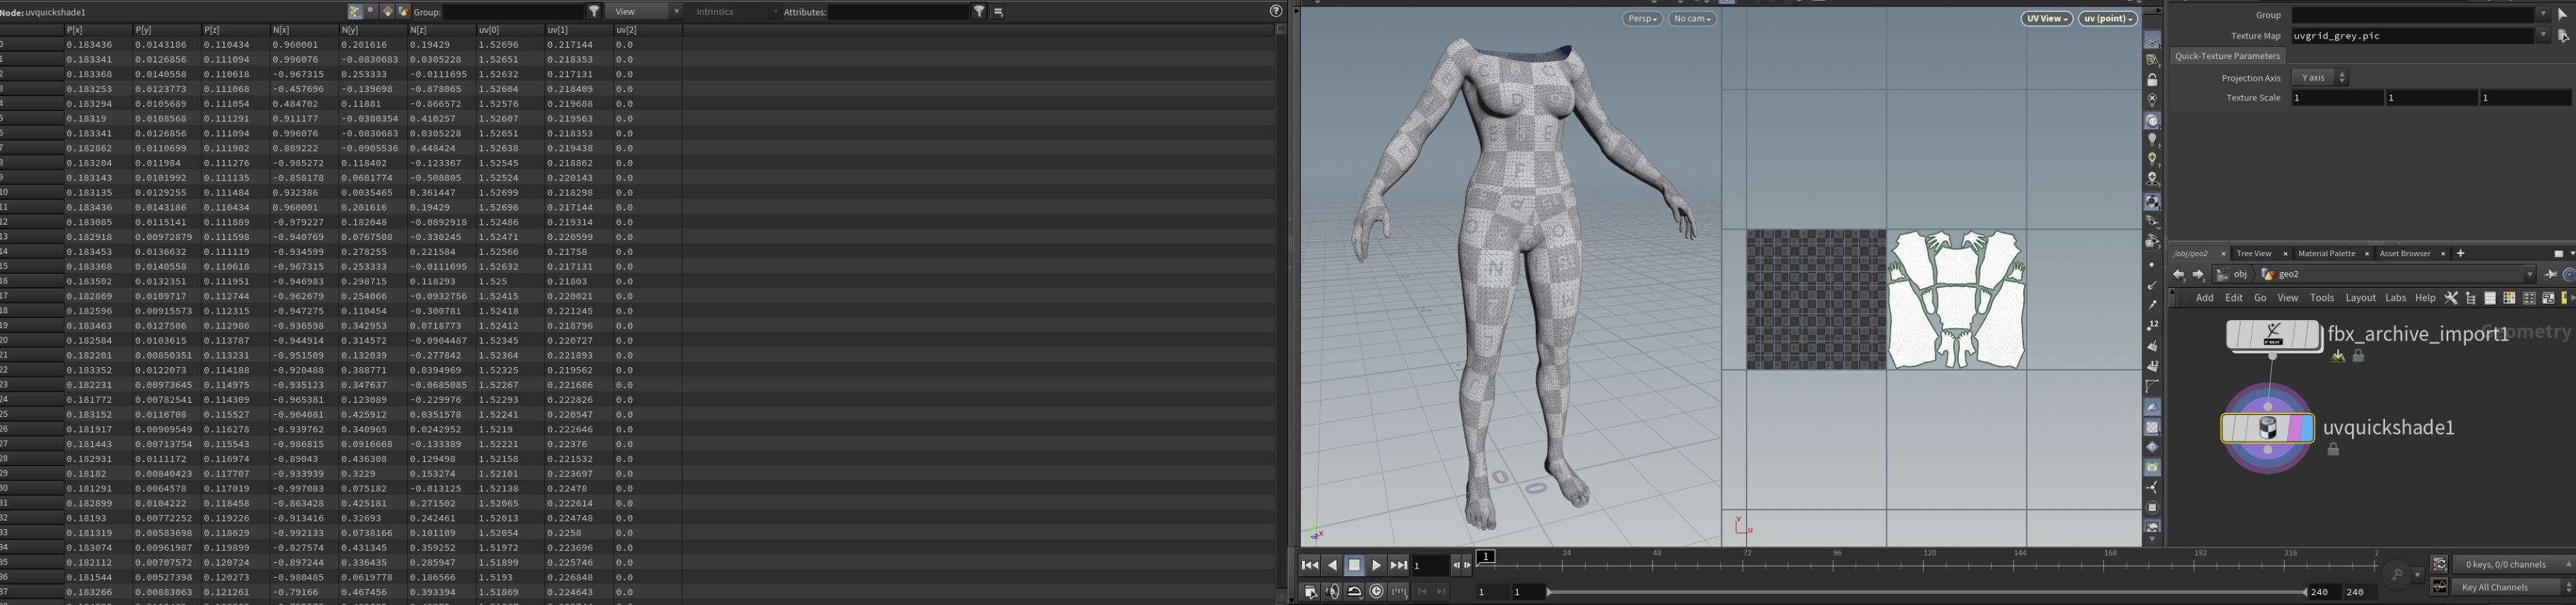 Node: uvquickshade1 Group: View Intrinsics Attributes:
P[x] P[y] P[z] N[x] N[y] N[z] uv[0] uv[1] uv[2]
0 0.183436 0.0143186 0.110434 0.960001 0.201616 0.19429 1.52696 0.217144 0.0
1 0.183341 0.0126856 0.111094 0.996076 -0.0830683 0.0305228 1.52651 0.218353 0.0
2 0.183368 0.0140558 0.110618 -0.967315 0.253333 -0.0111695 1.52632 0.217131 0.0
3 0.183253 0.0123773 0.111068 -0.457696 -0.139698 -0.878065 1.52604 0.218409 0.0
4 0.183294 0.0105689 0.111054 0.484702 0.11881 -0.866572 1.52576 0.219688 0.0
5 0.18319 0.0108568 0.111291 0.911177 -0.0380354 0.410257 1.52607 0.219563 0.0
6 0.183341 0.0126856 0.111094 0.996076 -0.0830683 0.0305228 1.52651 0.218353 0.0
7 0.182862 0.0110699 0.111902 0.889222 -0.0905536 0.448424 1.52638 0.219438 0.0
8 0.183204 0.011984 0.111276 -0.985272 0.118402 -0.123367 1.52545 0.218862 0.0
9 0.183143 0.0101992 0.111135 -0.858178 0.0681774 -0.508805 1.52524 0.220143 0.0
10 0.183135 0.0129255 0.111484 0.932386 0.0035465 0.361447 1.52699 0.218298 0.0
11 0.183436 0.0143186 0.110434 0.960001 0.201616 0.19429 1.52696 0.217144 0.0
12 0.183085 0.0115141 0.111889 -0.979227 0.182048 -0.0892918 1.52486 0.219314 0.0
13 0.182918 0.00972879 0.111598 -0.940769 0.0767508 -0.330245 1.52471 0.220599 0.0
14 0.183453 0.0136632 0.111119 -0.934599 0.278255 0.221584 1.52566 0.21758 0.0
15 0.183368 0.0140558 0.110618 -0.967315 0.253333 -0.0111695 1.52632 0.217131 0.0
16 0.183502 0.0132351 0.111951 -0.946983 0.298715 0.118293 1.525 0.21803 0.0
17 0.182869 0.0109717 0.112744 -0.962679 0.254066 -0.0932756 1.52415 0.220021 0.0
18 0.182596 0.00915573 0.112315 -0.947275 0.110454 -0.300781 1.52418 0.221245 0.0
19 0.183463 0.0127506 0.112986 -0.936598 0.342953 0.0718773 1.52412 0.218796 0.0
20 0.182584 0.0103615 0.113787 -0.944914 0.314572 -0.0904487 1.52345 0.220727 0.0
21 0.182201 0.00850351 0.113231 -0.951509 0.132039 -0.277842 1.52364 0.221893 0.0
22 0.183352 0.0122073 0.114188 -0.920488 0.388771 0.0394969 1.52325 0.219562 0.0
23 0.182231 0.00973645 0.114975 -0.935123 0.347637 -0.0685085 1.52267 0.221686 0.0
24 0.181772 0.00782541 0.114309 -0.965381 0.123089 -0.229976 1.52293 0.222826 0.0
25 0.183152 0.0116708 0.115527 -0.904081 0.425912 0.0351578 1.52241 0.220547 0.0
26 0.181917 0.00909549 0.116278 -0.939762 0.340965 0.0242952 1.5219 0.222646 0.0
27 0.181443 0.00713754 0.115543 -0.986815 0.0916668 -0.133389 1.52221 0.22376 0.0
28 0.182931 0.0111172 0.116974 -0.89043 0.436308 0.129498 1.52158 0.221532 0.0
29 0.18182 0.00840423 0.117707 -0.933939 0.3229 0.153274 1.52101 0.223697 0.0
30 0.181291 0.0064578 0.117019 -0.997083 0.075182 -0.013125 1.52138 0.22478 0.0
31 0.182899 0.0104222 0.118458 -0.863428 0.425181 0.271502 1.52065 0.222614 0.0
32 0.18193 0.00772252 0.119226 -0.913416 0.32693 0.242461 1.52013 0.224748 0.0
33 0.181319 0.00583698 0.118629 -0.992133 0.0738166 0.101109 1.52054 0.2258 0.0
34 0.183074 0.00961987 0.119899 -0.827574 0.431345 0.359252 1.51972 0.223696 0.0
35 0.182112 0.00707572 0.120724 -0.897244 0.336435 0.285947 1.51899 0.225746 0.0
36 0.181544 0.00527398 0.120273 -0.980485 0.0619778 0.186566 1.5193 0.226848 0.0
37 0.183266 0.00883063 0.121261 -0.79166 0.467456 0.393394 1.51869 0.224643 0.0
Persp No cam
UV View uv (point)
Group
Texture Map uvgrid_grey.pic
Quick-Texture Parameters
Projection Axis Y axis
Texture Scale 1 1 1
/obj/geo2 Tree View Material Palette Asset Browser
obj geo2
Add Edit Go View Tools Layout Labs Help
fbx_archive_import1
uvquickshade1
1 1 24 48 72 96 120 144 168 192 216
1 1 240 240
0 keys, 0/0 channels
Key All Channels